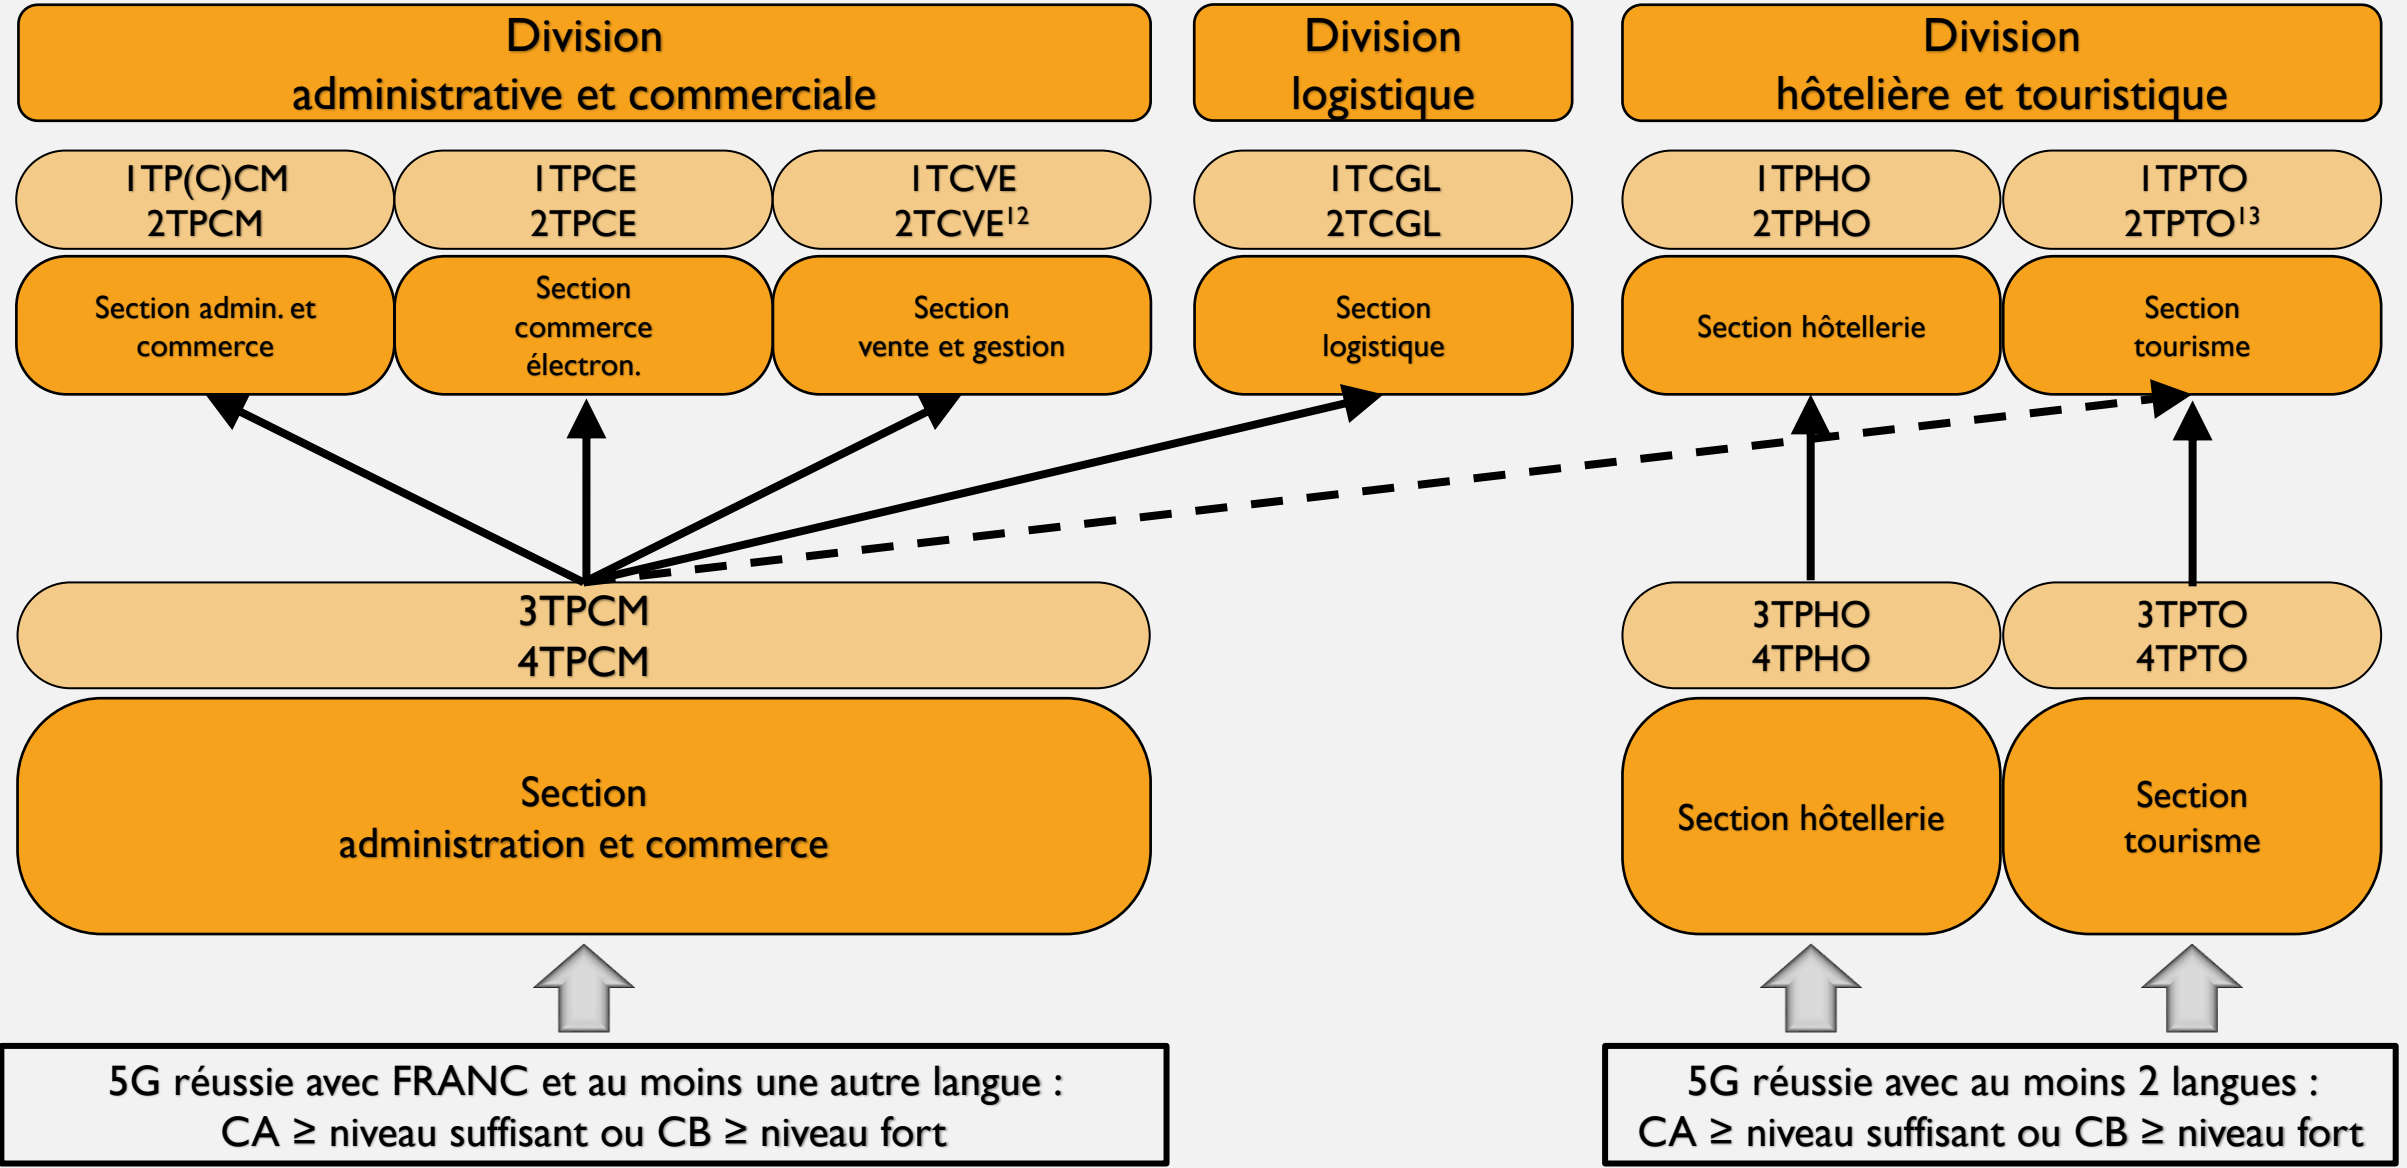 Division
administrative et commerciale
Division
logistique
Division
hôtelière et touristique
1TP(C)CM
2TPCM
1TPCE
2TPCE
1TCVE
2TCVE¹²
1TCGL
2TCGL
1TPHO
2TPHO
1TPTO
2TPTO¹³
Section admin. et
commerce
Section
commerce
électron.
Section
vente et gestion
Section
logistique
Section hôtellerie
Section
tourisme
3TPCM
4TPCM
3TPHO
4TPHO
3TPTO
4TPTO
Section
administration et commerce
Section hôtellerie
Section
tourisme
5G réussie avec FRANC et au moins une autre langue :
CA ≥ niveau suffisant ou CB ≥ niveau fort
5G réussie avec au moins 2 langues :
CA ≥ niveau suffisant ou CB ≥ niveau fort